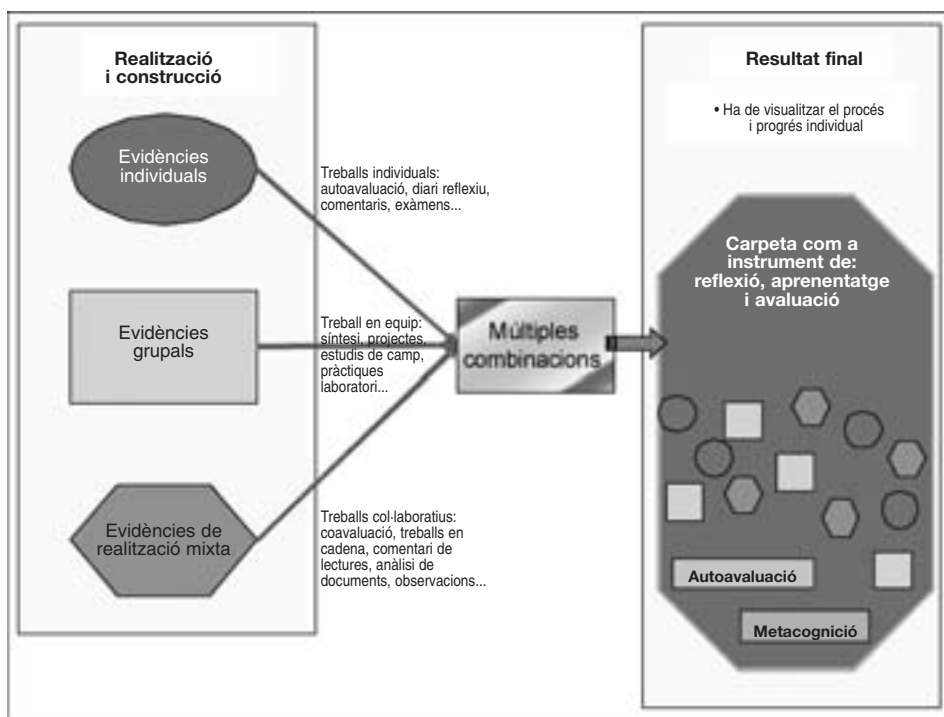 Realització
i construcció
Evidències
individuals
Treballs individuals:
autoavaluació, diari reflexiu,
comentaris, exàmens...
Evidències
grupals
Treball en equip:
síntesi, projectes,
estudis de camp,
pràctiques
laboratori...
Evidències de
realització mixta
Treballs col·laboratius:
coavaluació, treballs en
cadena, comentari de
lectures, anàlisi de
documents, observacions...
Múltiples
combinacions
Resultat final
• Ha de visualitzar el procés
i progrés individual
Carpeta com a
instrument de:
reflexió, aprenentatge
i avaluació
Autoavaluació
Metacognició